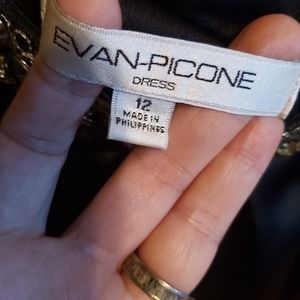 EVAN-PICONE
DRESS
12
MADE IN
PHILIPPINES